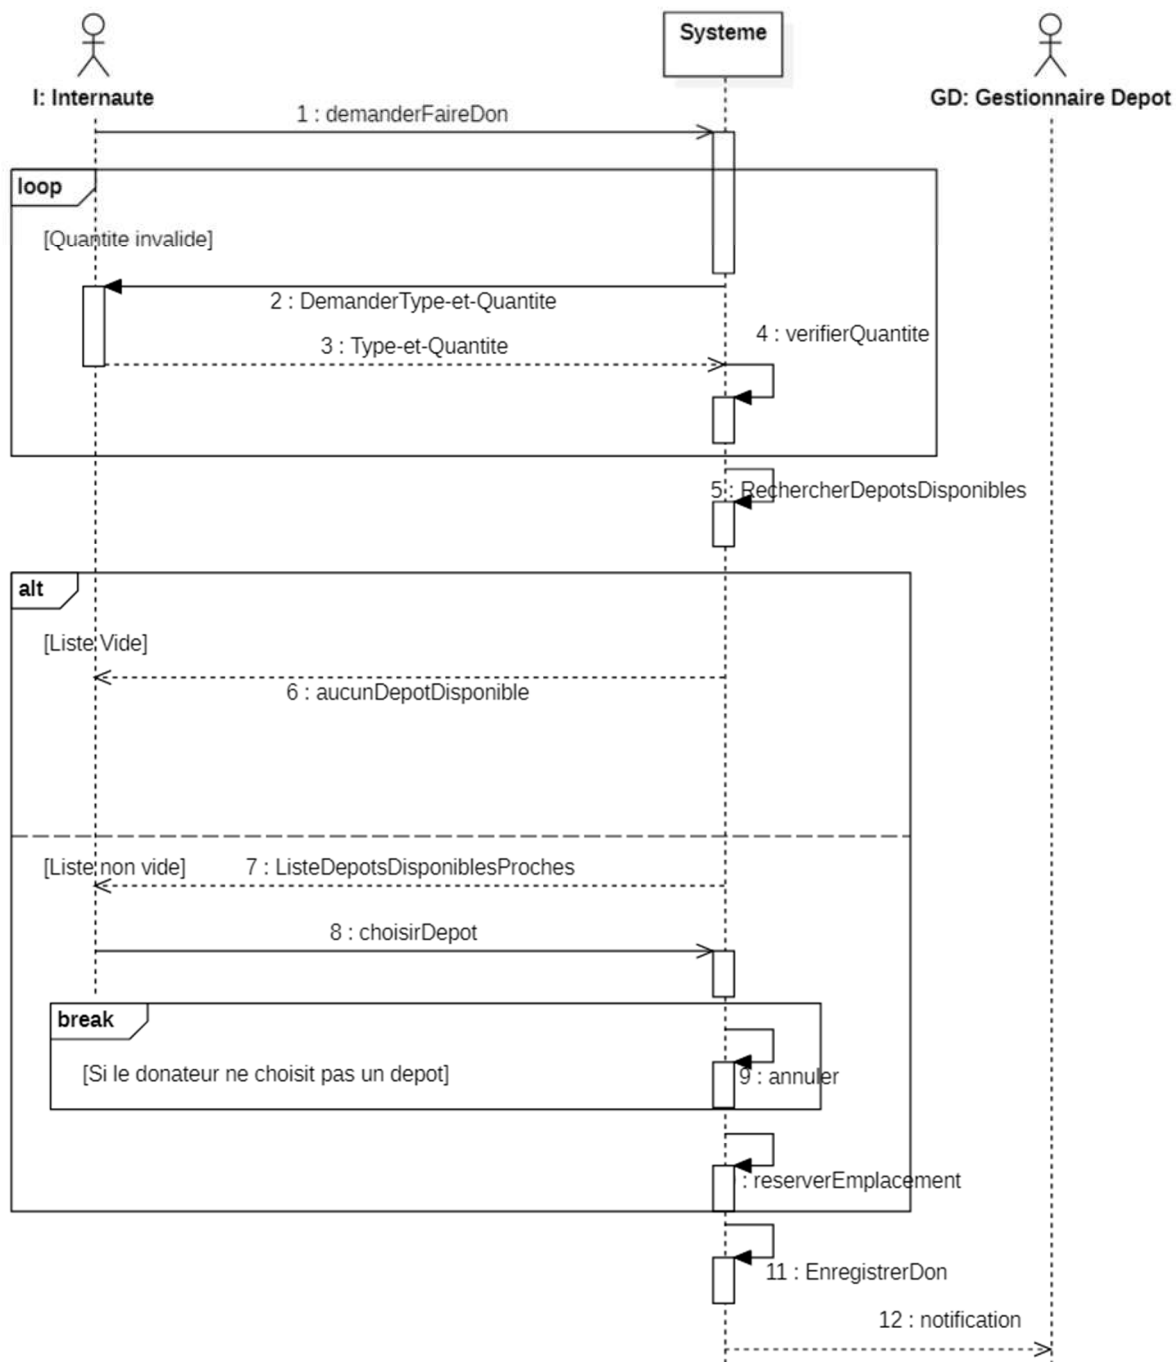 Systeme
I: Internaute
GD: Gestionnaire Depot
1 : demanderFaireDon
loop
[Quantite invalide]
2 : DemanderType-et-Quantite
4 : verifierQuantite
3 : Type-et-Quantite
5 : RechercherDepotsDisponibles
alt
[Liste Vide]
6 : aucunDepotDisponible
[Liste non vide]
7 : ListeDepotsDisponiblesProches
8 : choisirDepot
break
[Si le donateur ne choisit pas un depot]
9 : annuler
: reserverEmplacement
11 : EnregistrerDon
12 : notification